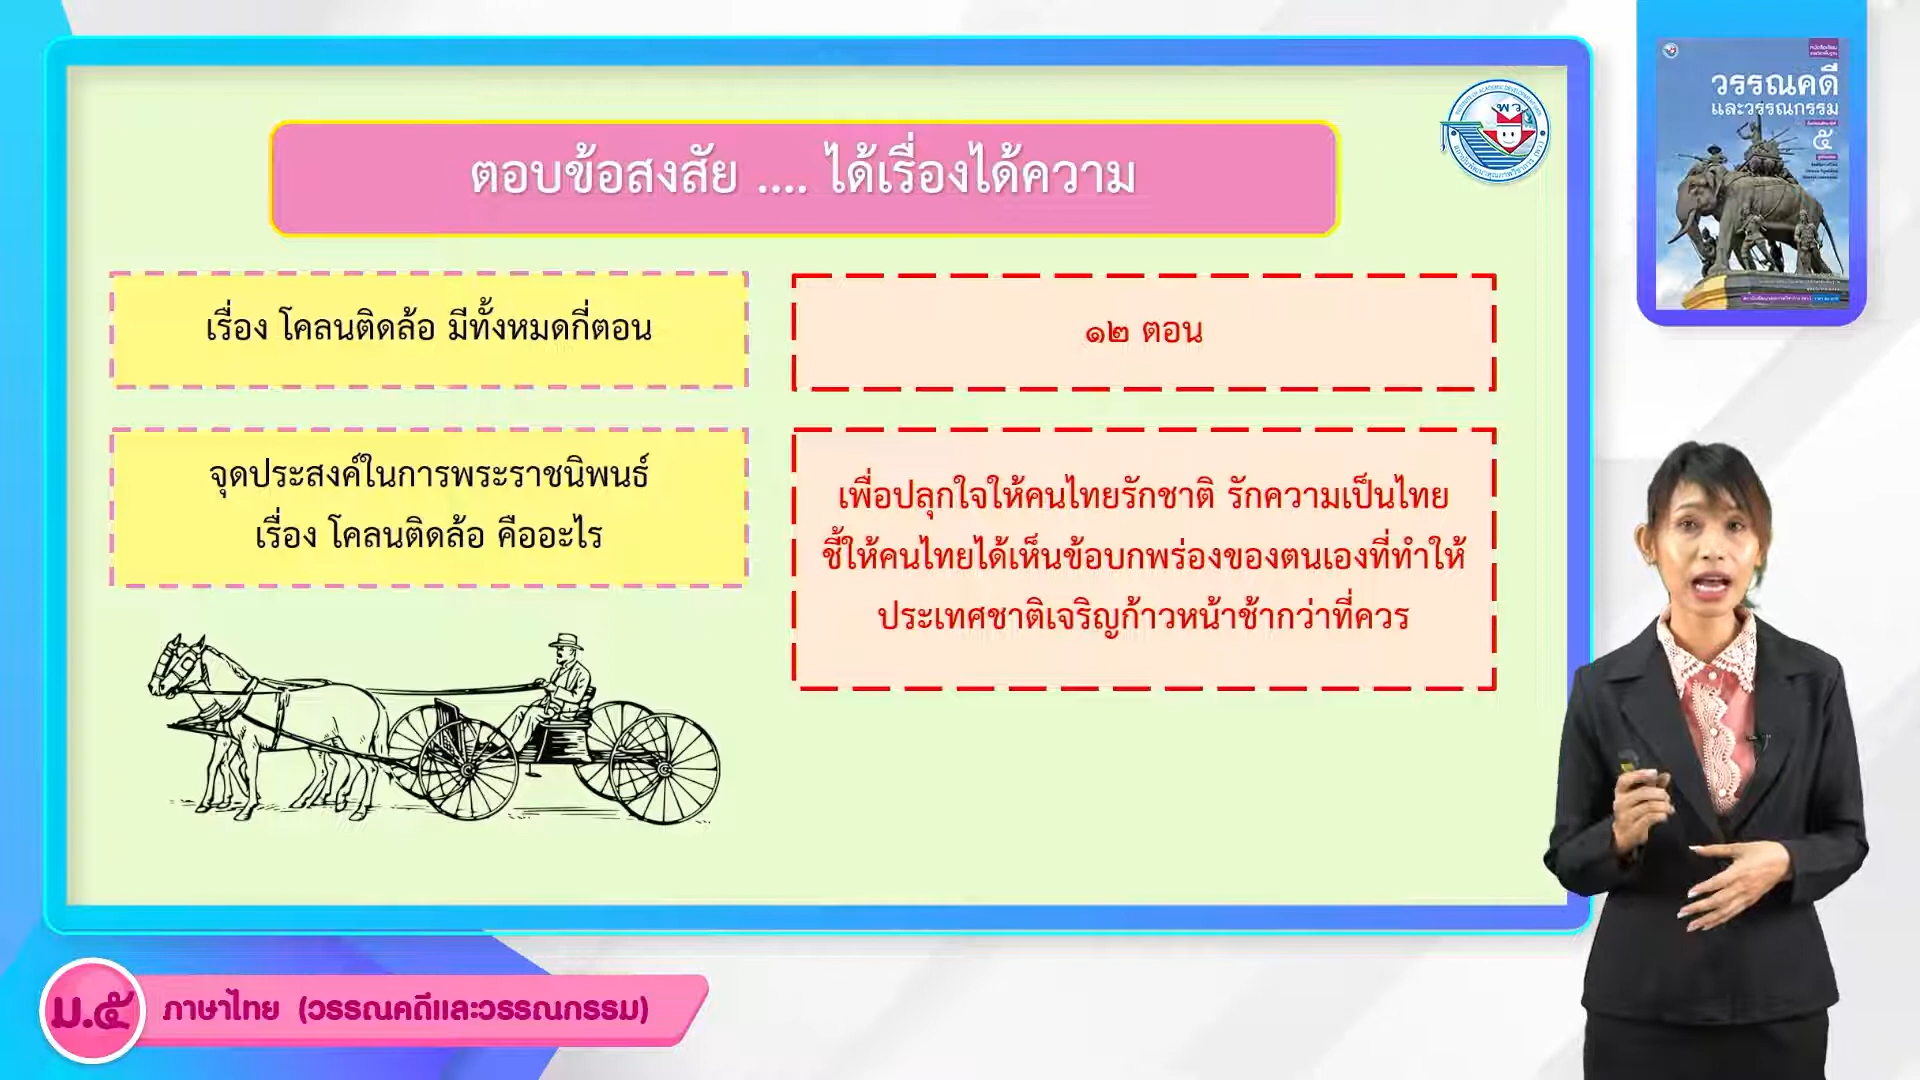 ตอบข้อสงสัย .... ได้เรื่องได้ความ
เรื่อง โคลนติดล้อ มีทั้งหมดกี่ตอน
๑๒ ตอน
จุดประสงค์ในการพระราชนิพนธ์
เรื่อง โคลนติดล้อ คืออะไร
เพื่อปลุกใจให้คนไทยรักชาติ รักความเป็นไทย
ชี้ให้คนไทยได้เห็นข้อบกพร่องของตนเองที่ทำให้
ประเทศชาติเจริญก้าวหน้าช้ากว่าที่ควร
พว
วรรณคดี
และวรรณกรรม
๕
ม.๕ ภาษาไทย (วรรณคดีและวรรณกรรม)